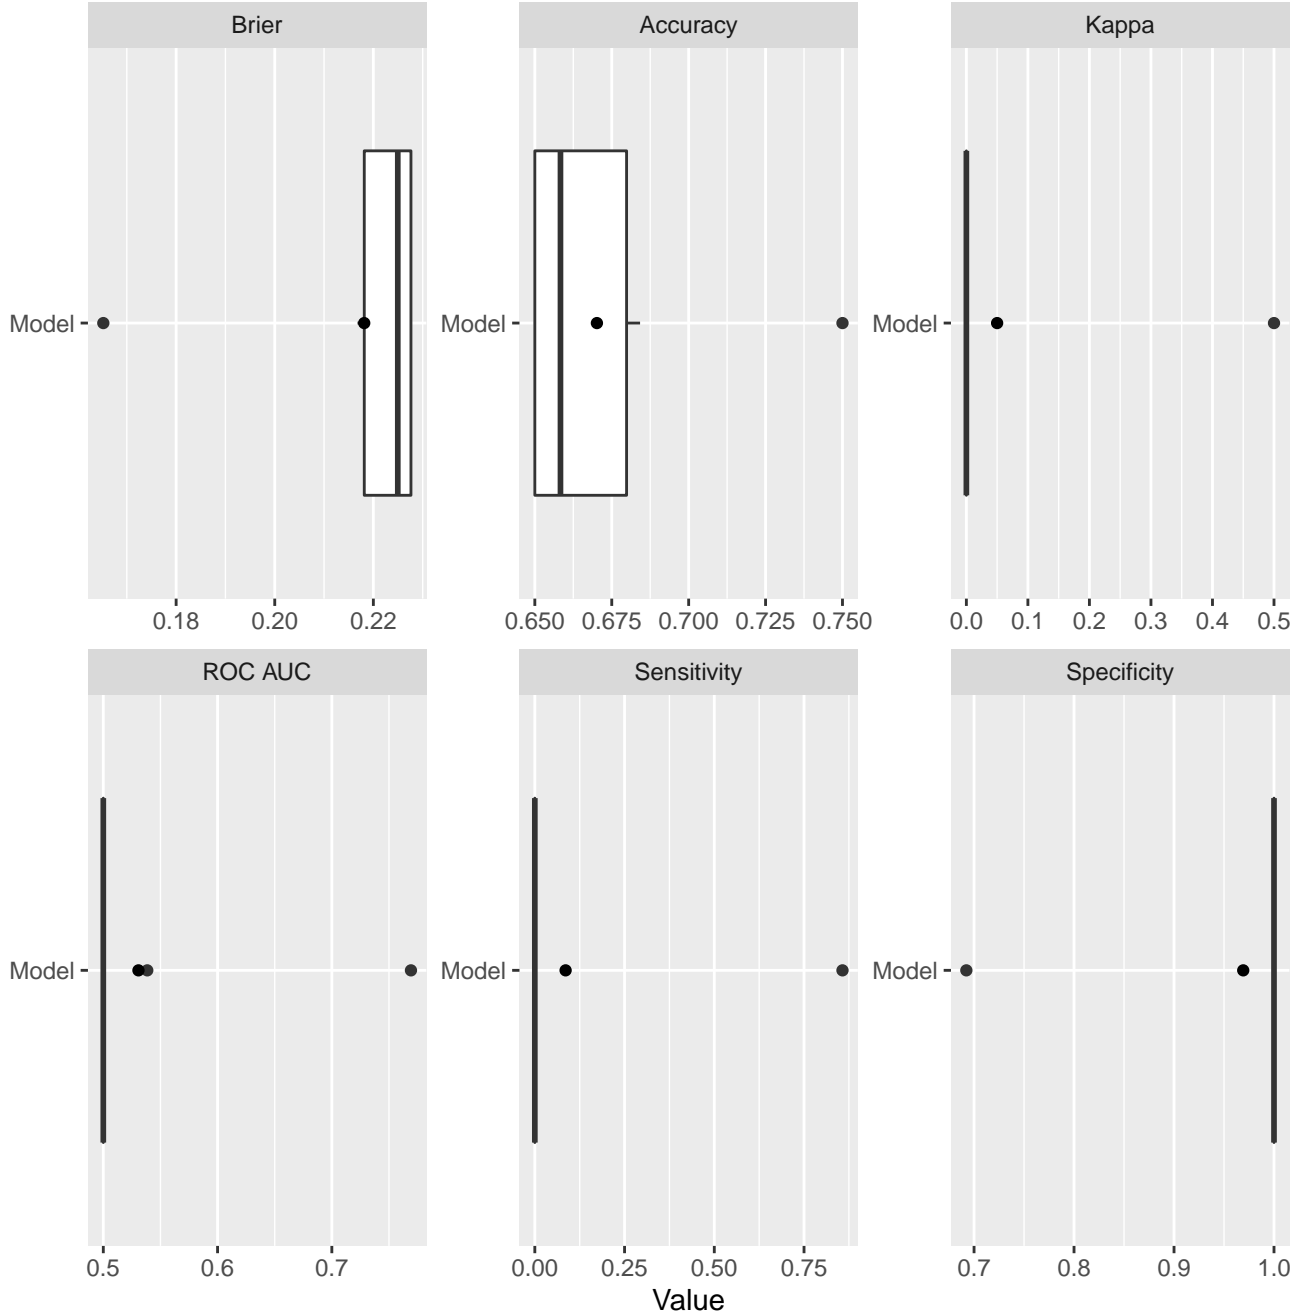 Brier Accuracy Kappa
Model Model Model
0.18 0.20 0.22 0.650 0.675 0.700 0.725 0.750 0.0 0.1 0.2 0.3 0.4 0.5
ROC AUC Sensitivity Specificity
Model Model Model
0.5 0.6 0.7 0.00 0.25 0.50 0.75 0.7 0.8 0.9 1.0
Value